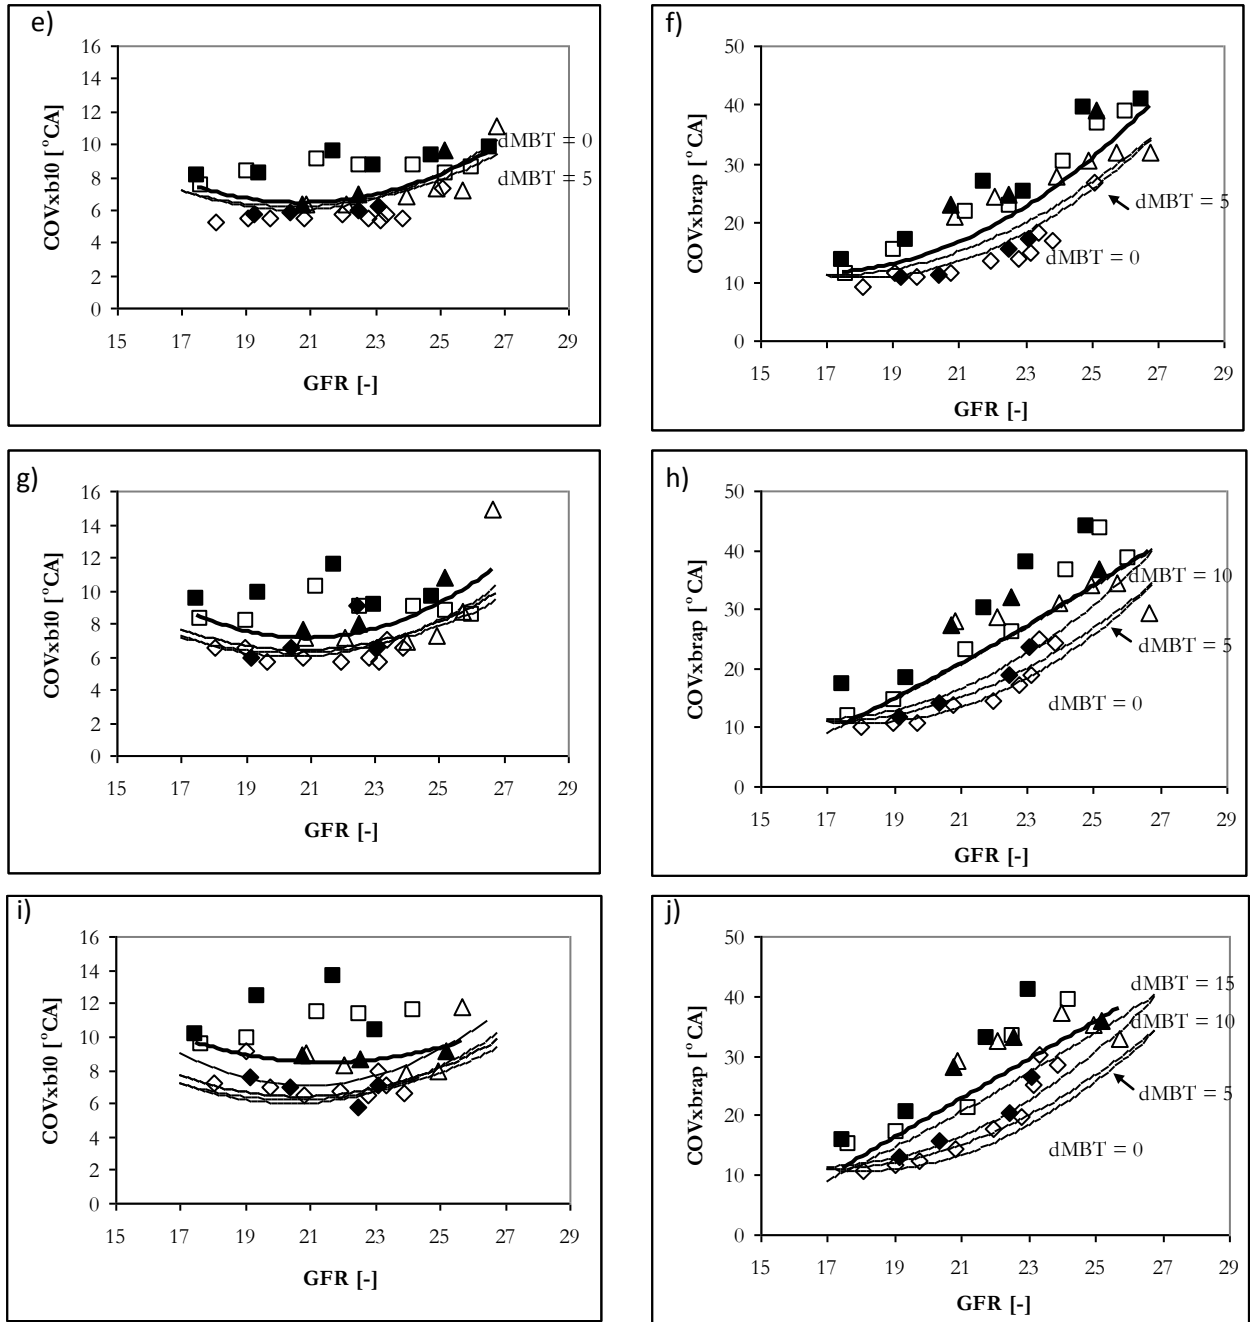 e)
COVxb10 [°CA]
16
14
12
10
8
6
4
2
0
dMBT = 0
dMBT = 5
15 17 19 21 23 25 27 29
GFR [-]
f)
COVxbrap [°CA]
50
40
30
20
10
0
dMBT = 5
dMBT = 0
15 17 19 21 23 25 27 29
GFR [-]
g)
COVxb10 [°CA]
16
14
12
10
8
6
4
2
0
15 17 19 21 23 25 27 29
GFR [-]
h)
COVxbrap [°CA]
50
40
30
20
10
0
dMBT = 10
dMBT = 5
dMBT = 0
15 17 19 21 23 25 27 29
GFR [-]
i)
COVxb10 [°CA]
16
14
12
10
8
6
4
2
0
15 17 19 21 23 25 27 29
GFR [-]
j)
COVxbrap [°CA]
50
40
30
20
10
0
dMBT = 15
dMBT = 10
dMBT = 5
dMBT = 0
15 17 19 21 23 25 27 29
GFR [-]